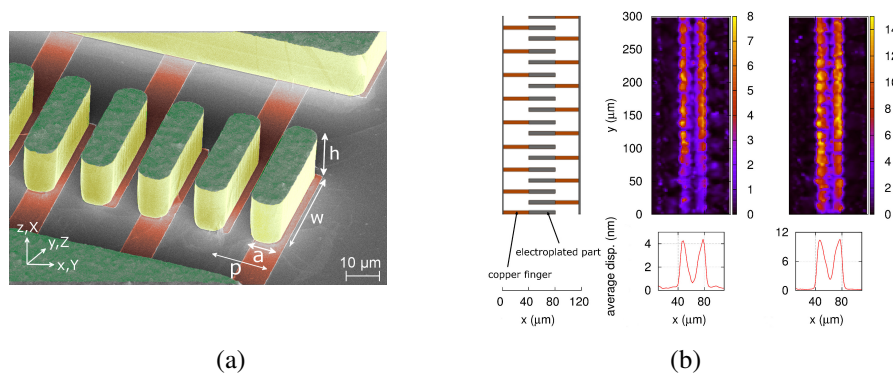 h
w
a
p
z,X
y,Z
x,Y
10 μm
(a)
electroplated part
copper finger
0 40 80 120
x (μm)
y (μm)
300
250
200
150
100
50
0
8
7
6
5
4
3
2
1
0
14
12
10
8
6
4
2
0
average disp. (nm)
4
2
0
40 80
x (μm)
12
8
4
0
40 80
x (μm)
(b)